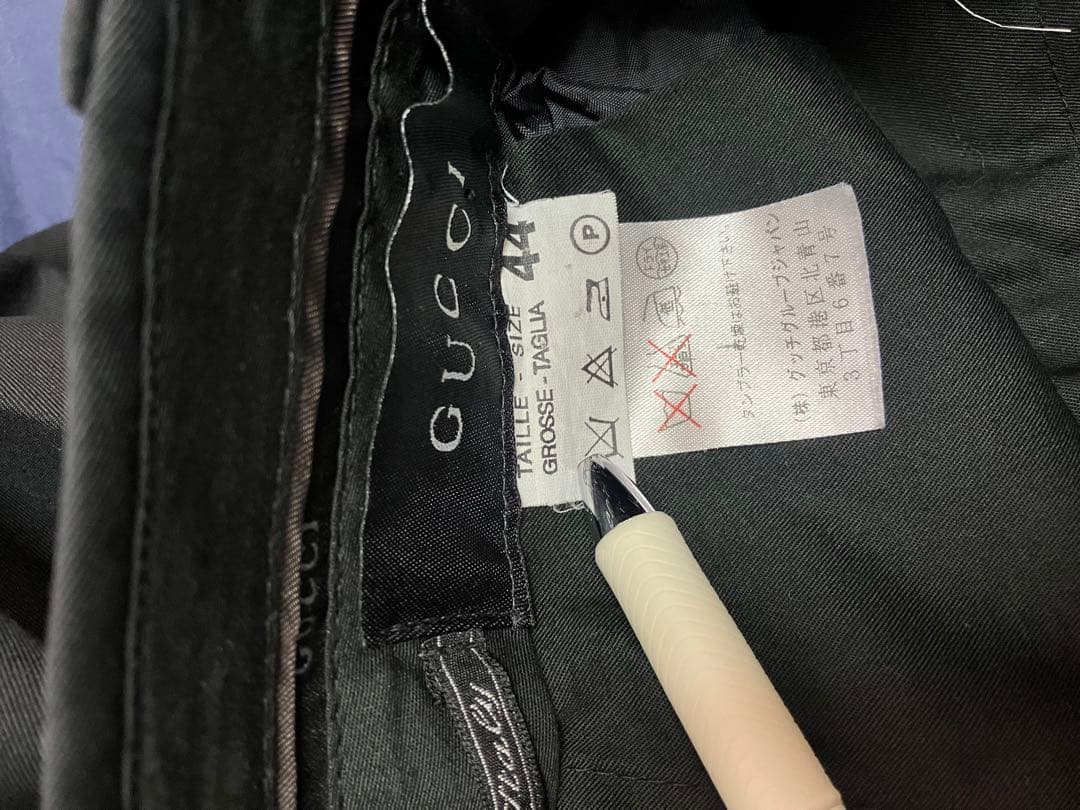 GUCCI
GUCCI
TAILLE - SIZE 44
GROSSE - TAGLIA
P
タンブラー乾燥はお避け下さい。
(株) グッチグループジャパン
東京都港区北青山
3丁目6番7号